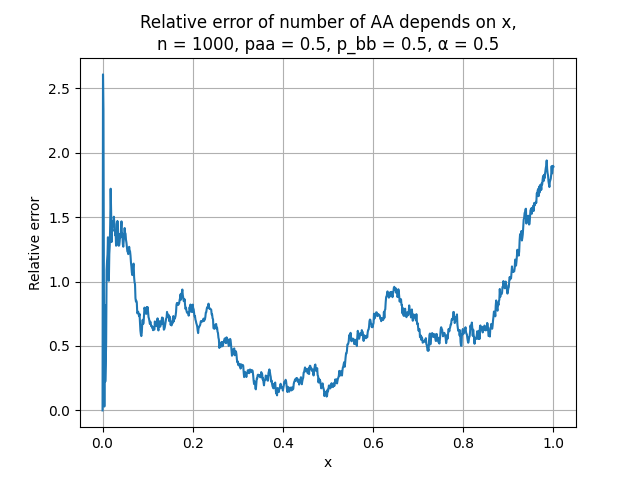 Relative error of number of AA depends on x,
n = 1000, paa = 0.5, p_bb = 0.5, α = 0.5
2.5
2.0
1.5
1.0
0.5
0.0
Relative error
0.0 0.2 0.4 0.6 0.8 1.0
x